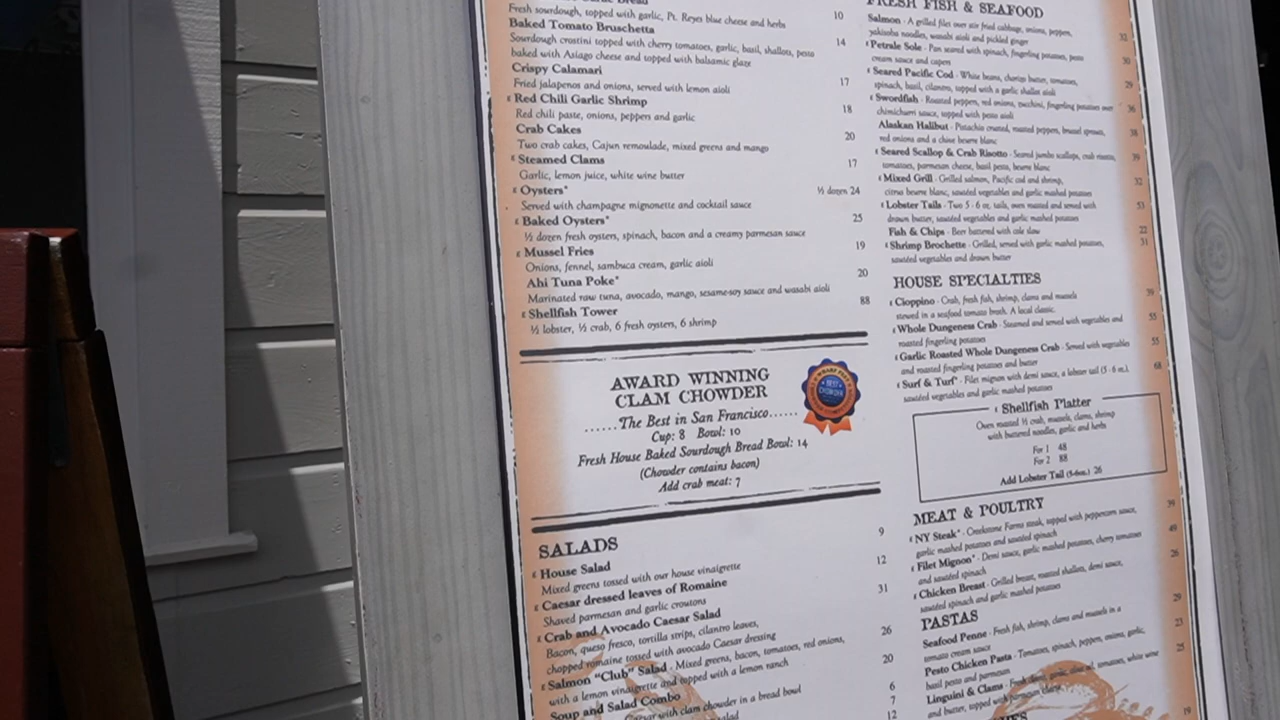 Fresh sourdough, topped with garlic, Pt. Reyes blue cheese and herbs 10
Baked Tomato Bruschetta
Sourdough crostini topped with cherry tomatoes, garlic, basil, shallots, pesto 14
baked with Asiago cheese and topped with balsamic glaze
Crispy Calamari
Fried jalapenos and onions, served with lemon aioli 17
Red Chili Garlic Shrimp
Red chili paste, onions, peppers and garlic 18
Crab Cakes
Two crab cakes, Cajun remoulade, mixed greens and mango 20
Steamed Clams
Garlic, lemon juice, white wine butter 17
Oysters*
Served with champagne mignonette and cocktail sauce ½ dozen 24
Baked Oysters*
½ dozen fresh oysters, spinach, bacon and a creamy parmesan sauce 25
Mussel Fries
Onions, fennel, sambuca cream, garlic aioli 19
Ahi Tuna Poke*
Marinated raw tuna, avocado, mango, sesame-soy sauce and wasabi aioli 20
Shellfish Tower
½ lobster, ½ crab, 6 fresh oysters, 6 shrimp 88
AWARD WINNING
CLAM CHOWDER
......The Best in San Francisco......
Cup: 8 Bowl: 10
Fresh House Baked Sourdough Bread Bowl: 14
(Chowder contains bacon)
Add crab meat: 7
BEST
CHOWDER
SALADS
House Salad 9
Mixed greens tossed with our house vinaigrette
Caesar dressed leaves of Romaine 12
Shaved parmesan and garlic croutons
Crab and Avocado Caesar Salad 31
Bacon, queso fresco, tortilla strips, cilantro leaves,
chopped romaine tossed with avocado Caesar dressing
Salmon "Club" Salad - Mixed greens, bacon, tomatoes, red onions, 26
with a lemon vinaigrette and topped with a lemon ranch
Soup and Salad Combo 20
Caesar with clam chowder in a bread bowl
6
7
12
FRESH FISH & SEAFOOD
Salmon - A grilled filet over stir fried cabbage, onions, peppers,
yakisoba noodles, wasabi aioli and pickled ginger
Petrale Sole - Pan seared with spinach, fingerling potatoes, pesto
cream sauce and capers 30
Seared Pacific Cod - White beans, chorizo butter, tomatoes,
spinach, basil, cilantro, topped with a garlic shallot aioli 29
Swordfish - Roasted peppers, red onions, zucchini, fingerling potatoes over 36
chimichurri sauce, topped with pesto aioli
Alaskan Halibut - Pistachio crusted, roasted peppers, brussel sprouts, 38
red onions and a chive beurre blanc
Seared Scallop & Crab Risotto - Seared jumbo scallops, crab risotto, 39
tomatoes, parmesan cheese, basil pesto, beurre blanc
Mixed Grill - Grilled salmon, Pacific cod and shrimp, 32
citrus beurre blanc, sautéed vegetables and garlic mashed potatoes
Lobster Tails - Two 5 - 6 oz. tails, oven roasted and served with 53
drawn butter, sautéed vegetables and garlic mashed potatoes
Fish & Chips - Beer battered with cole slaw 22
Shrimp Brochette - Grilled, served with garlic mashed potatoes, 31
sautéed vegetables and drawn butter
HOUSE SPECIALTIES
Cioppino - Crab, fresh fish, shrimp, clams and mussels 39
stewed in a seafood tomato broth. A local classic.
Whole Dungeness Crab - Steamed and served with vegetables and 55
roasted fingerling potatoes
Garlic Roasted Whole Dungeness Crab - Served with vegetables 55
and roasted fingerling potatoes and butter
Surf & Turf* - Filet mignon with demi sauce, a lobster tail (5 - 6 oz.), 68
sautéed vegetables and garlic mashed potatoes
Shellfish Platter
Oven roasted ½ crab, mussels, clams, shrimp
with buttered noodles, garlic and herbs
For 1 48
For 2 88
Add Lobster Tail (5-6oz.) 26
MEAT & POULTRY
NY Steak* - Creekstone Farms steak, topped with peppercorn sauce, 39
garlic mashed potatoes and sautéed spinach
Filet Mignon* - Demi sauce, garlic mashed potatoes, cherry tomatoes 49
and sautéed spinach
Chicken Breast - Grilled breast, roasted shallots, demi sauce, 26
sautéed spinach and garlic mashed potatoes
PASTAS
Seafood Penne - Fresh fish, shrimp, clams and mussels in a 29
tomato cream sauce
Pesto Chicken Pasta - Tomatoes, spinach, peppers, onions, garlic, 23
basil pesto and parmesan
Linguini & Clams - Fresh clams, garlic, olive oil, tomatoes, white wine 25
and butter, topped with parmesan cheese
19